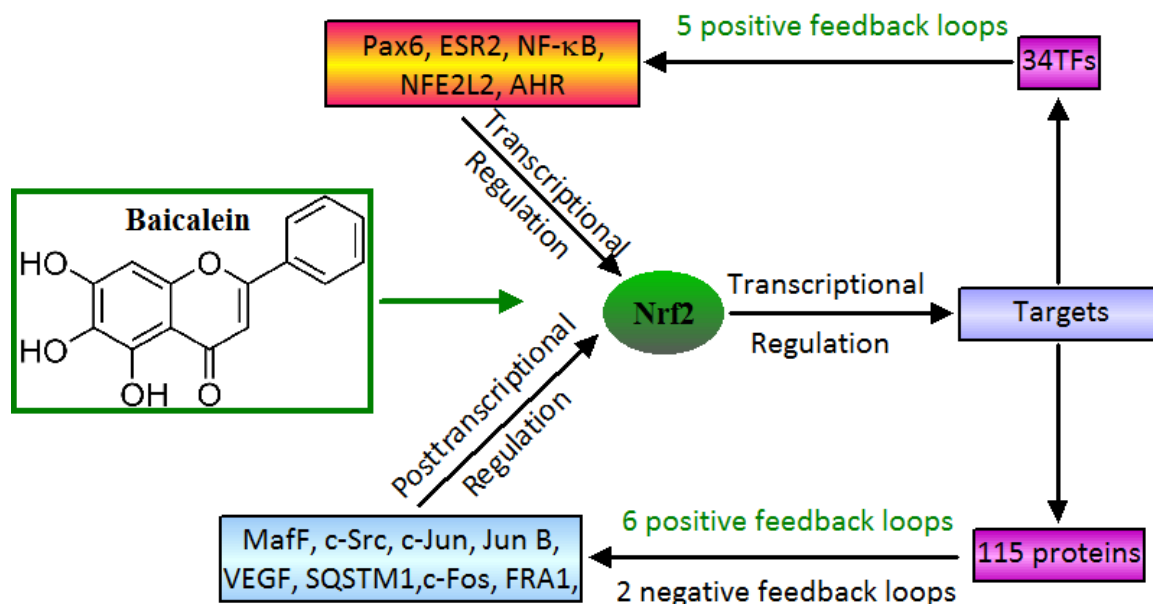 5 positive feedback loops
Pax6, ESR2, NF-κB,
NFE2L2, AHR
34TFs
Transcriptional
Regulation
Baicalein
O
HO
HO
OH
O
Nrf2
Transcriptional
Regulation
Targets
Posttranscriptional
Regulation
MafF, c-Src, c-Jun, Jun B,
VEGF, SQSTM1,c-Fos, FRA1,
6 positive feedback loops
2 negative feedback loops
115 proteins